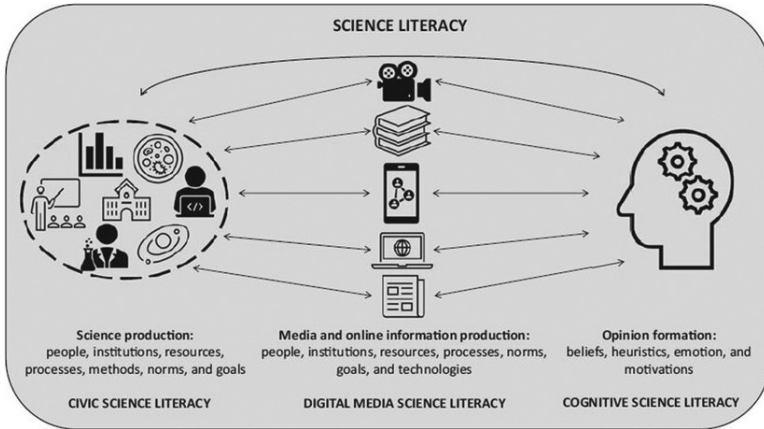 SCIENCE LITERACY
</>
Science production:
people, institutions, resources,
processes, methods, norms, and goals
CIVIC SCIENCE LITERACY
Media and online information production:
people, institutions, resources, processes, norms,
goals, and technologies
DIGITAL MEDIA SCIENCE LITERACY
Opinion formation:
beliefs, heuristics, emotion, and
motivations
COGNITIVE SCIENCE LITERACY